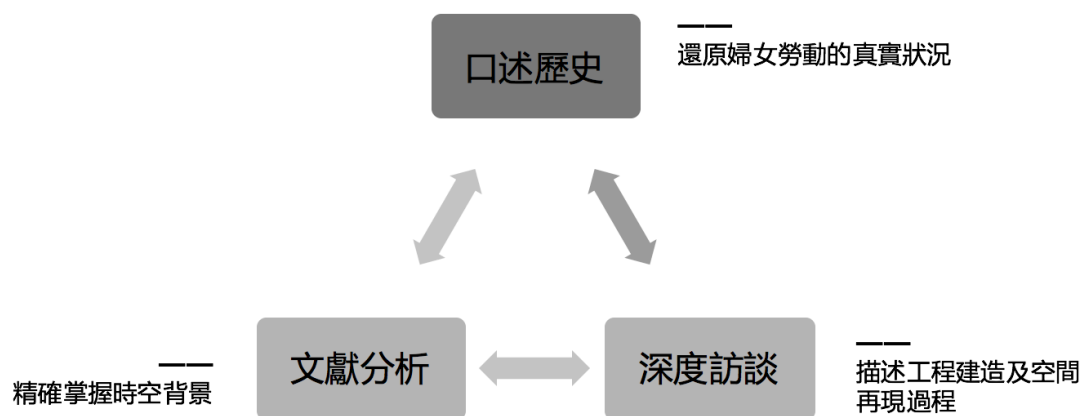 ——
還原婦女勞動的真實狀況
口述歷史
文獻分析
——
精確掌握時空背景
深度訪談
——
描述工程建造及空間
再現過程